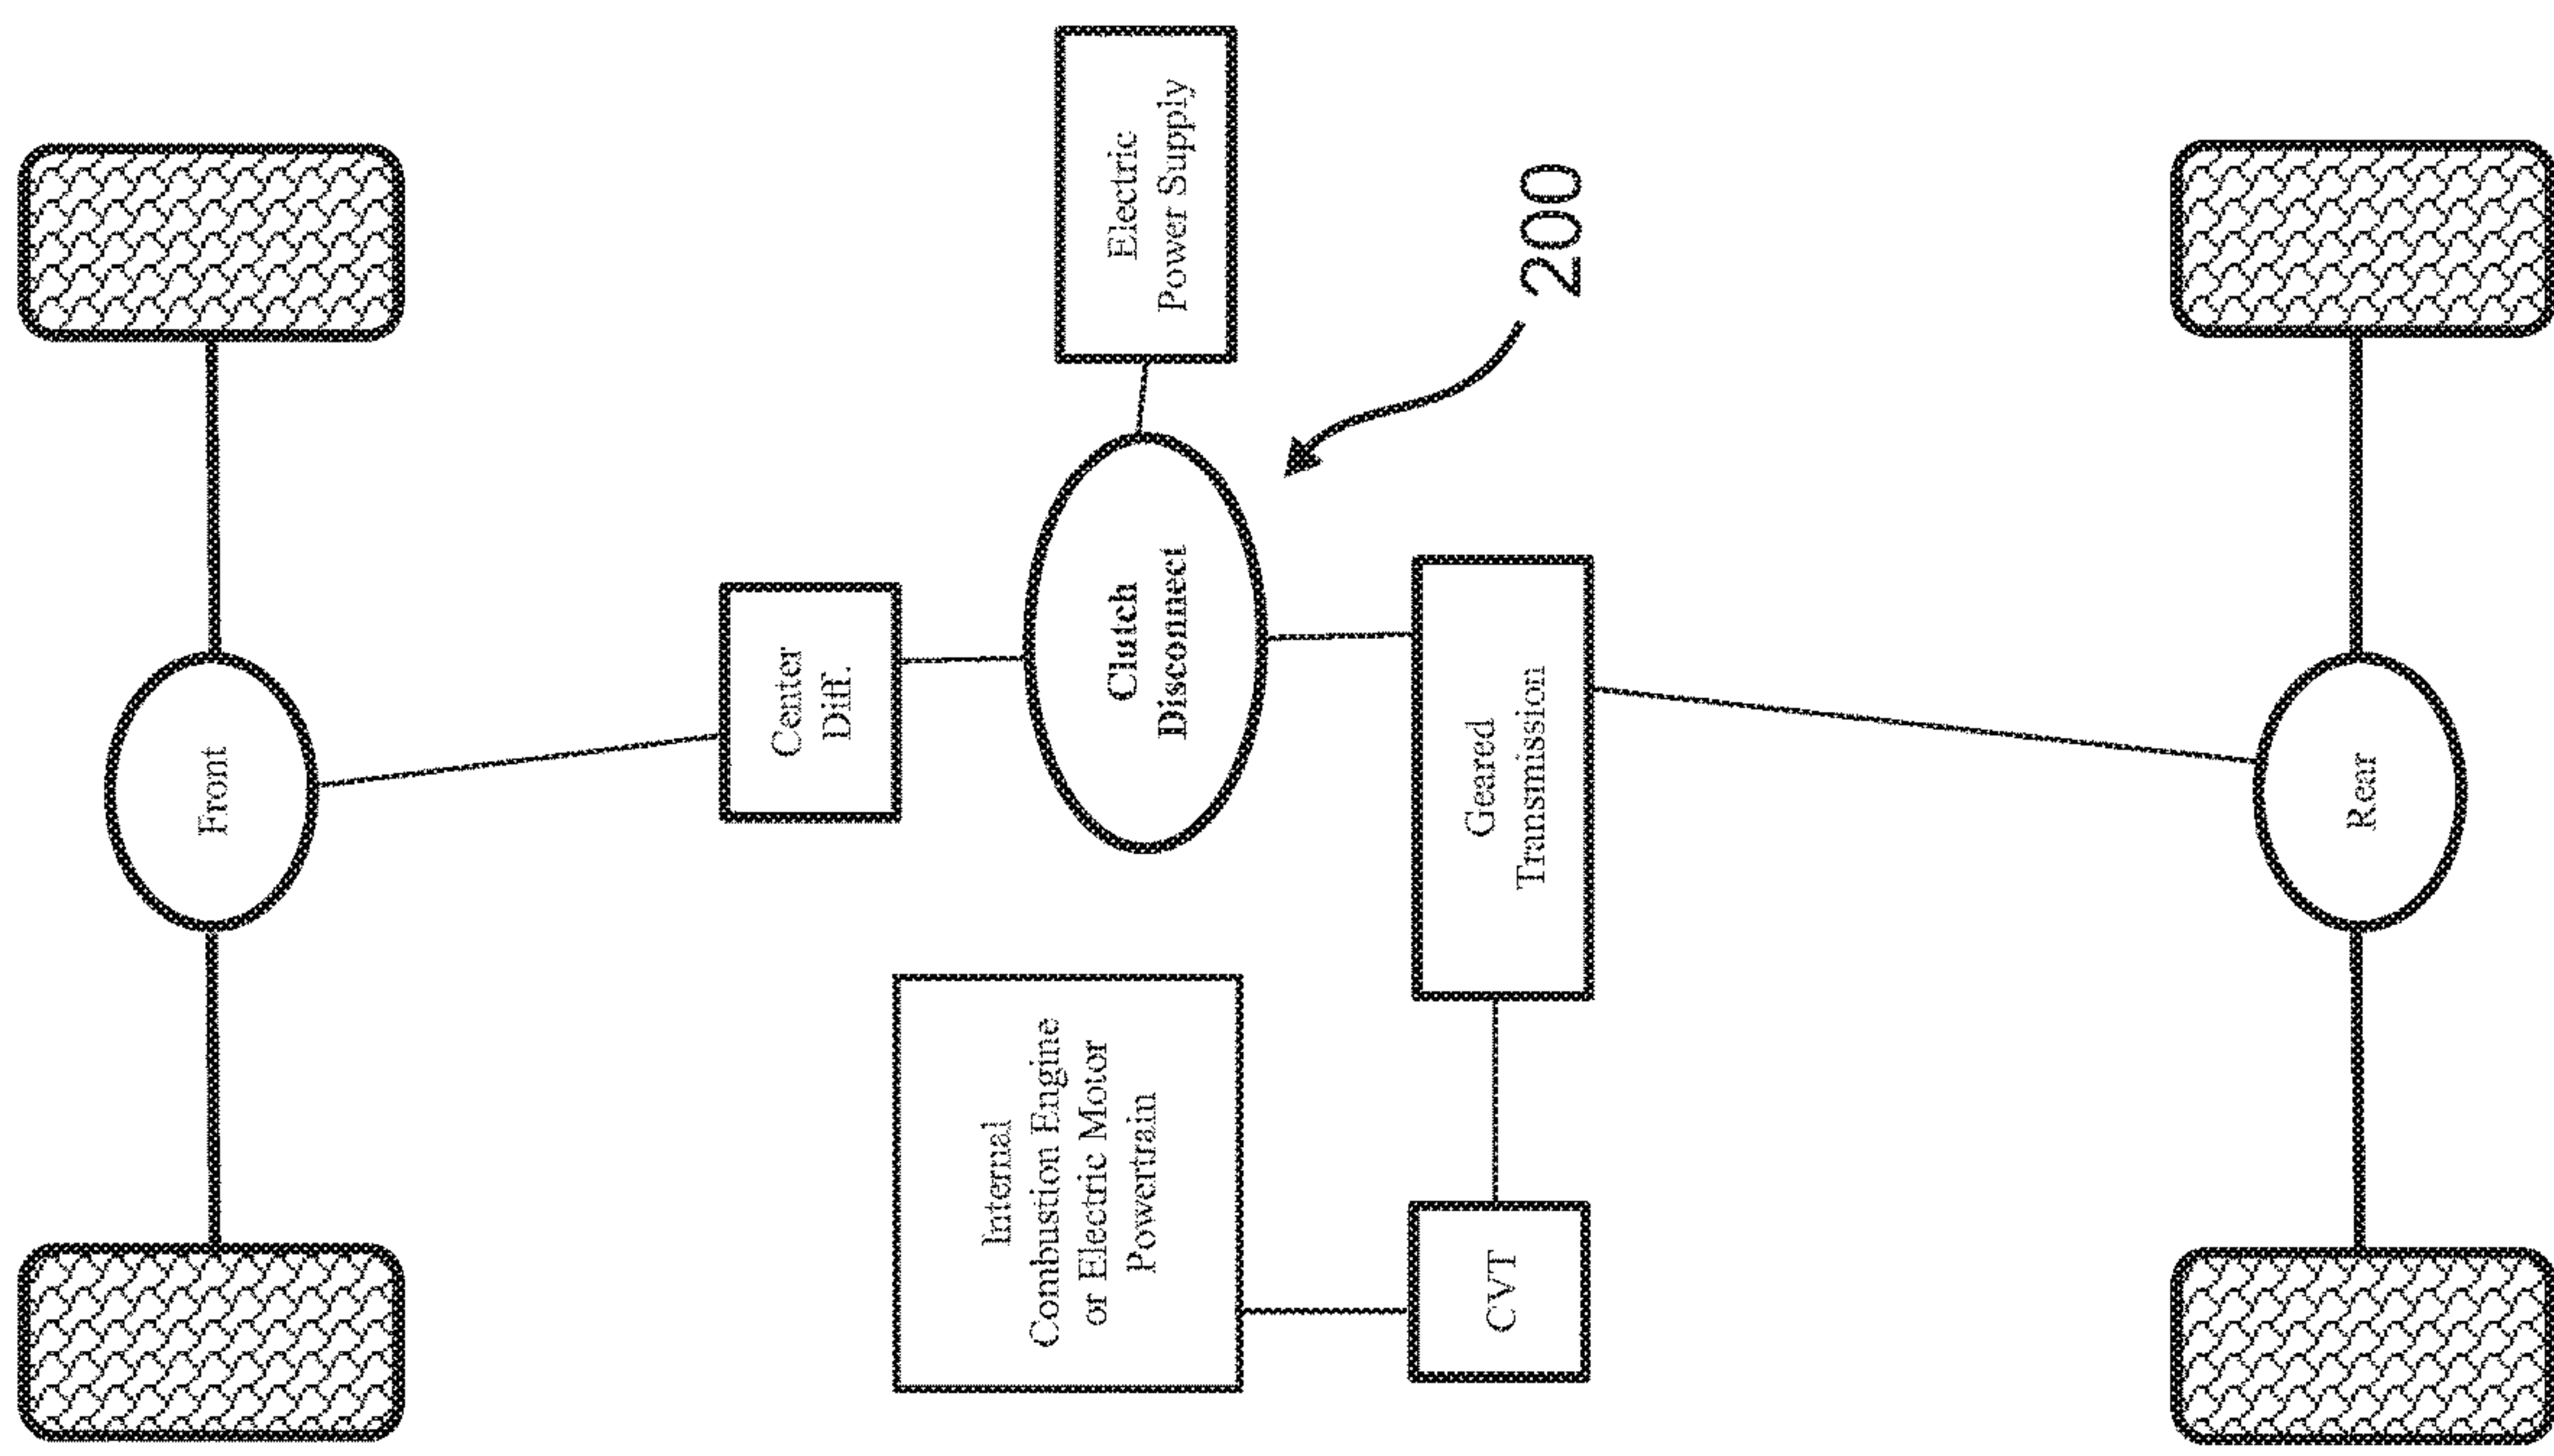 Front
Center
Diff.
Electric
Power Supply
Clutch
Disconnect
200
Internal
Combustion Engine
or Electric Motor
Powertrain
Geared
Transmission
CVT
Rear